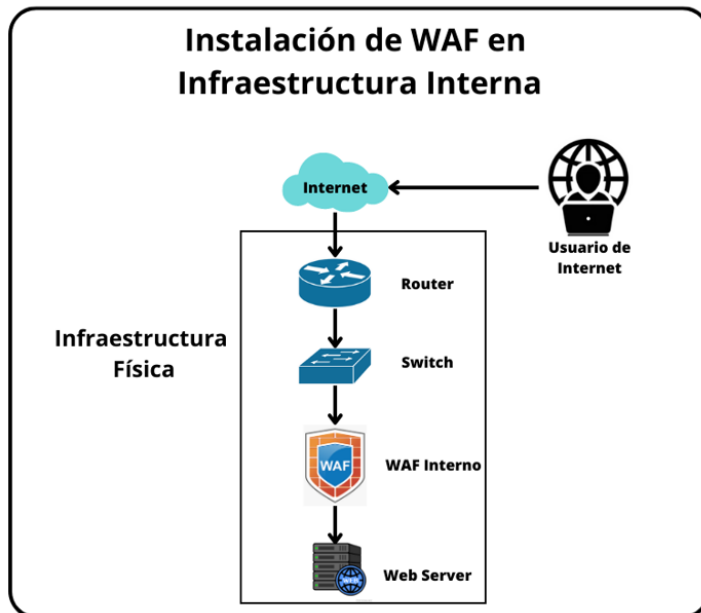 Instalación de WAF en
Infraestructura Interna
Internet
Usuario de
Internet
Router
Infraestructura
Física
Switch
WAF
WAF Interno
WEB
Web Server